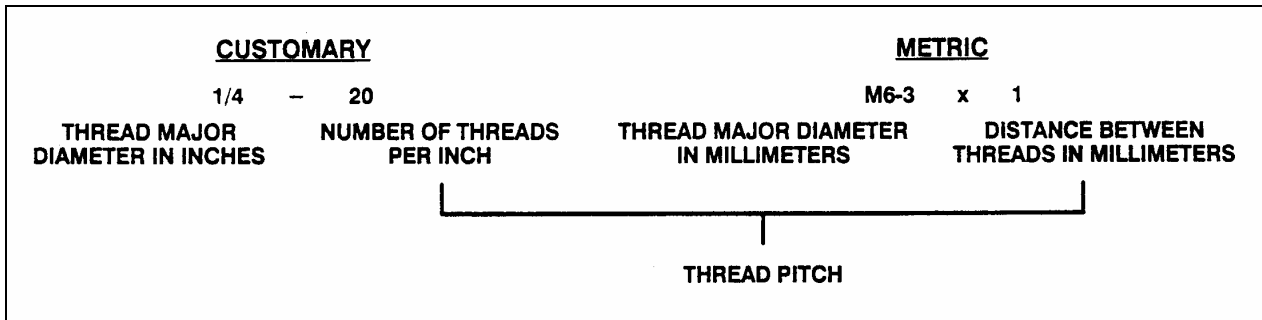 CUSTOMARY
1/4 – 20
THREAD MAJOR
DIAMETER IN INCHES
NUMBER OF THREADS
PER INCH
METRIC
M6-3 x 1
THREAD MAJOR DIAMETER
IN MILLIMETERS
DISTANCE BETWEEN
THREADS IN MILLIMETERS
THREAD PITCH